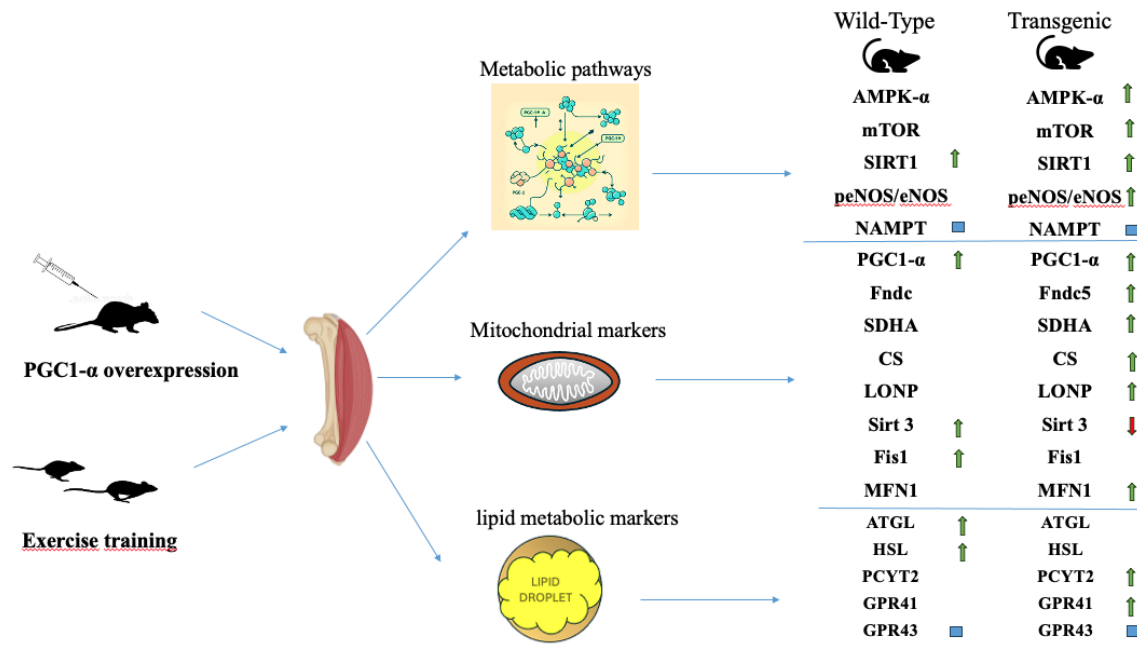 Wild-Type Transgenic
Metabolic pathways
AMPK-α AMPK-α
mTOR mTOR
SIRT1 SIRT1
peNOS/eNOS peNOS/eNOS
NAMPT NAMPT
PGC1-α PGC1-α
Fndc Fndc5
SDHA SDHA
CS CS
LONP LONP
Sirt 3 Sirt 3
Fis1 Fis1
MFN1 MFN1
ATGL ATGL
HSL HSL
PCYT2 PCYT2
GPR41 GPR41
GPR43 GPR43
PGC1-α overexpression
Exercise training
Mitochondrial markers
lipid metabolic markers
LIPID
DROPLET